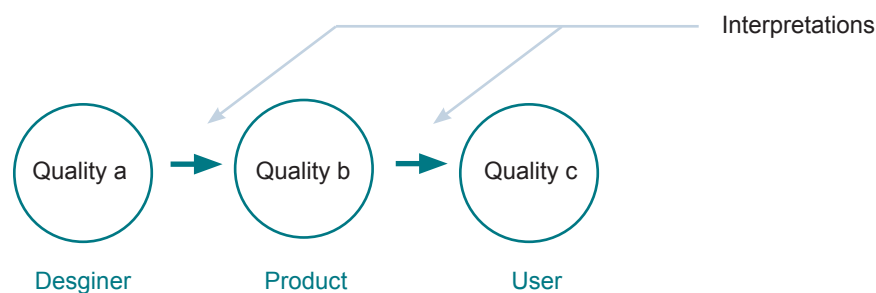 Interpretations
Quality a
Quality b
Quality c
Desginer
Product
User